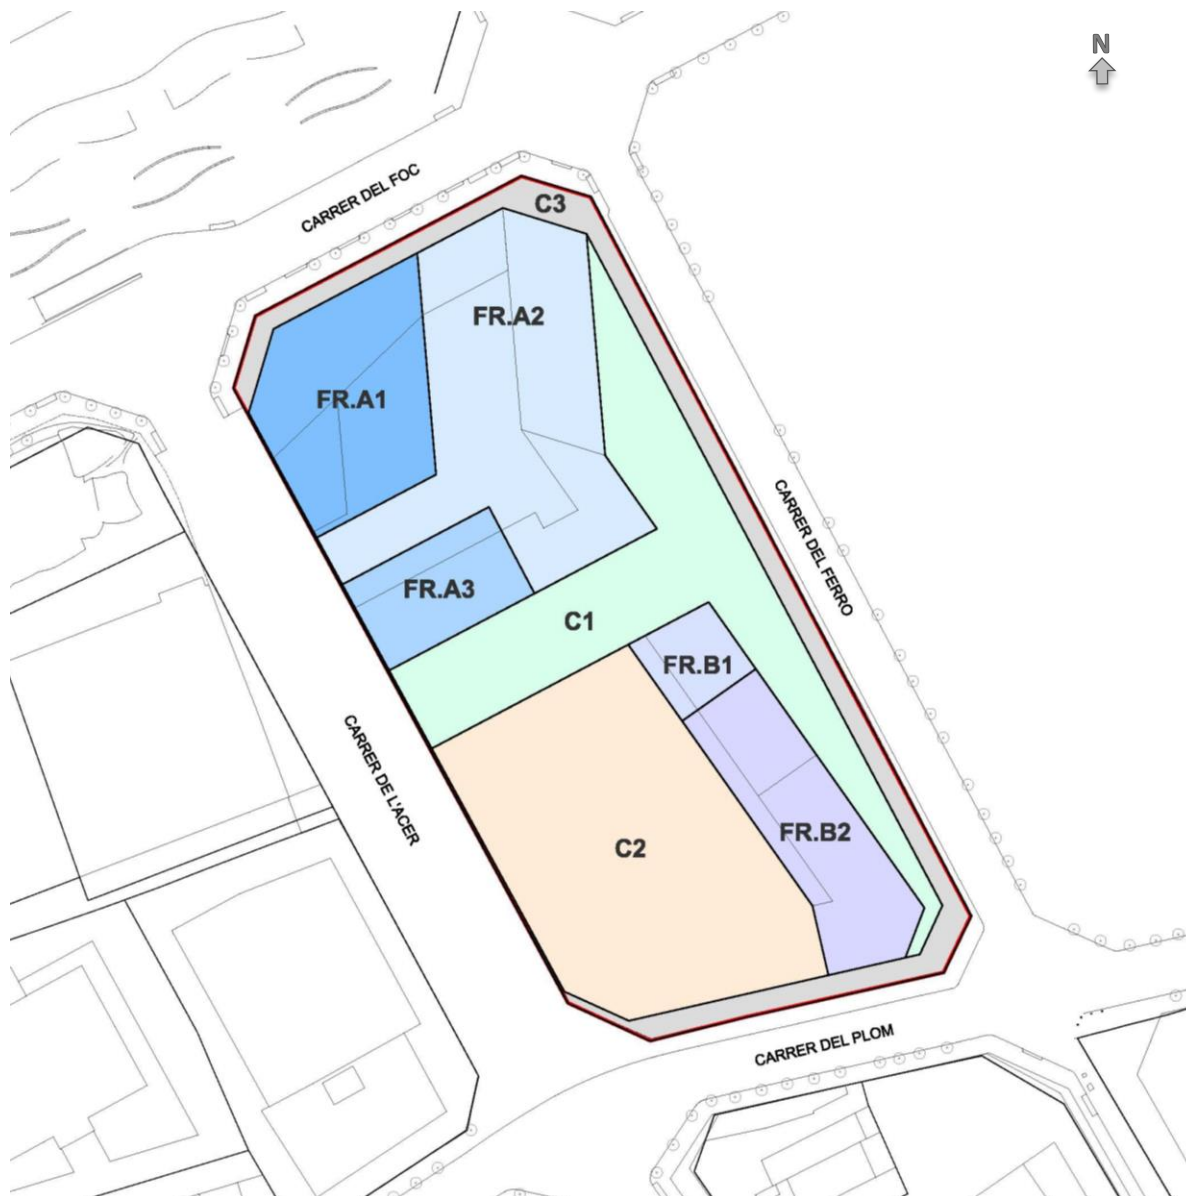 N
CARRER DEL FOC
C3
FR.A2
FR.A1
CARRER DEL FERRO
FR.A3
C1
FR.B1
CARRER DE L'ACER
FR.B2
C2
CARRER DEL PLOM